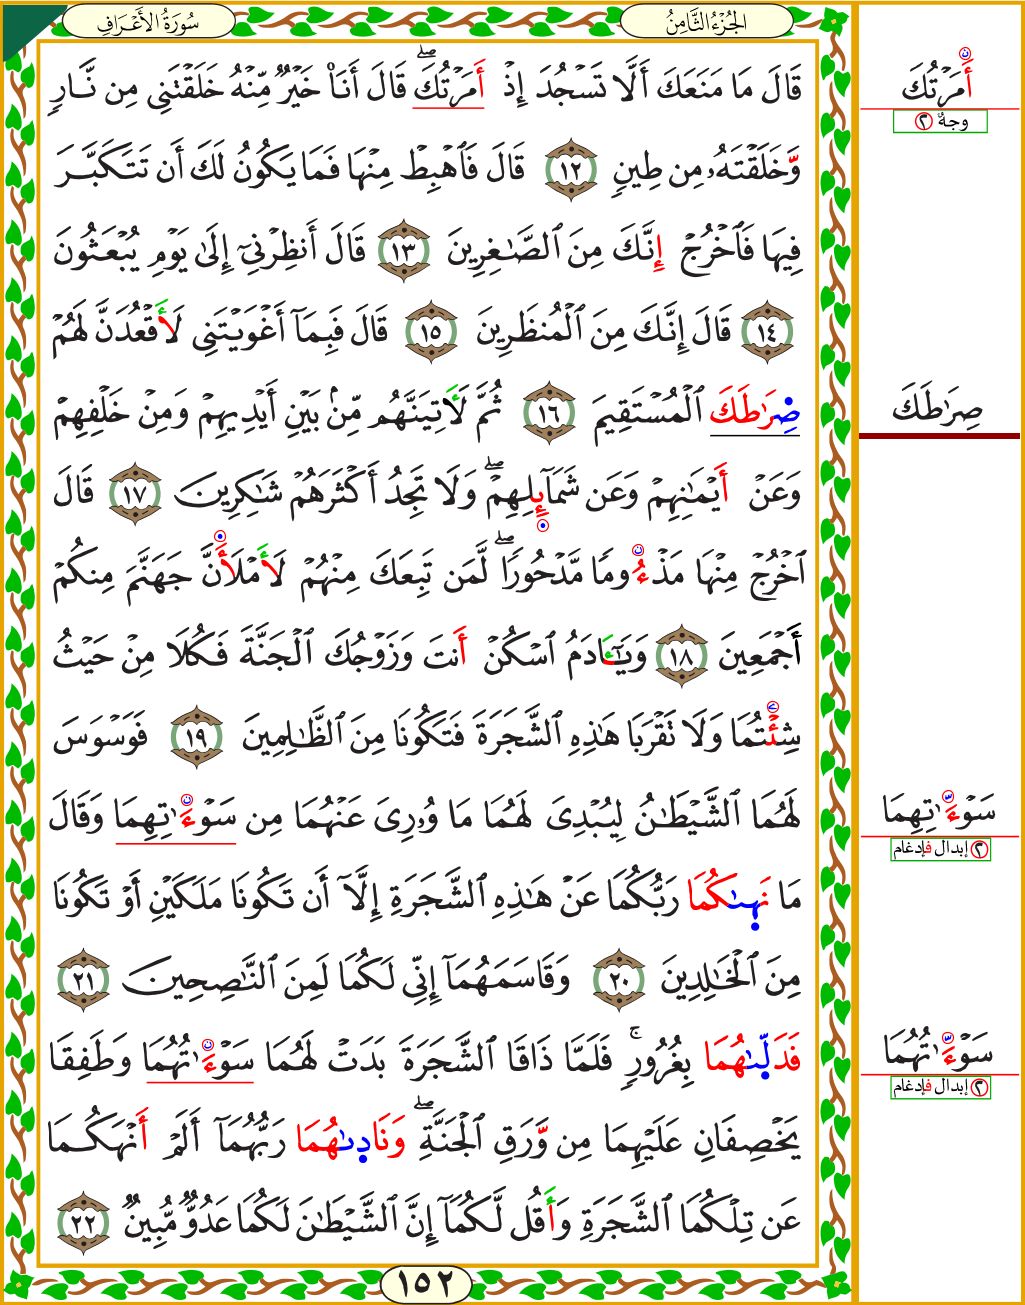 سُورَةُ الأَعْرَافِ
الجُزْءُ الثَّامِنُ
قَالَ مَا مَنَعَكَ أَلَّا تَسْجُدَ إِذْ أَمَرْتُكَۖ قَالَ أَنَا۠ خَيْرٌ مِّنْهُ خَلَقْتَنِى مِن نَّارٍ
وَّخَلَقْتَهُۥ مِن طِينٍ ١٢ قَالَ فَٱهْبِطْ مِنْهَا فَمَا يَكُونُ لَكَ أَن تَتَكَبَّرَ
فِيهَا فَٱخْرُجْ إِنَّكَ مِنَ ٱلصَّٰغِرِينَ ١٣ قَالَ أَنظِرْنِىٓ إِلَىٰ يَوْمِ يُبْعَثُونَ
١٤ قَالَ إِنَّكَ مِنَ ٱلْمُنظَرِينَ ١٥ قَالَ فَبِمَآ أَغْوَيْتَنِى لَأَقْعُدَنَّ لَهُمْ
صِرَٰطَكَ ٱلْمُسْتَقِيمَ ١٦ ثُمَّ لَأَتِيَنَّهُم مِّنۢ بَيْنِ أَيْدِيهِمْ وَمِنْ خَلْفِهِمْ
وَعَنْ أَيْمَٰنِهِمْ وَعَن شَمَآئِلِهِمْۖ وَلَا تَجِدُ أَكْثَرَهُمْ شَٰكِرِينَ ١٧ قَالَ
ٱخْرُجْ مِنْهَا مَذْءُومًا مَّدْحُورًاۖ لَّمَن تَبِعَكَ مِنْهُمْ لَأَمْلَأَنَّ جَهَنَّمَ مِنكُمْ
أَجْمَعِينَ ١٨ وَيَٰٓـَٔادَمُ ٱسْكُنْ أَنتَ وَزَوْجُكَ ٱلْجَنَّةَ فَكُلَا مِنْ حَيْثُ
شِئْتُمَا وَلَا تَقْرَبَا هَٰذِهِ ٱلشَّجَرَةَ فَتَكُونَا مِنَ ٱلظَّٰلِمِينَ ١٩ فَوَسْوَسَ
لَهُمَا ٱلشَّيْطَٰنُ لِيُبْدِىَ لَهُمَا مَا وُۥرِىَ عَنْهُمَا مِن سَوْءَٰتِهِمَا وَقَالَ
مَا نَهَىٰكُمَا رَبُّكُمَا عَنْ هَٰذِهِ ٱلشَّجَرَةِ إِلَّآ أَن تَكُونَا مَلَكَيْنِ أَوْ تَكُونَا
مِنَ ٱلْخَٰلِدِينَ ٢٠ وَقَاسَمَهُمَآ إِنِّى لَكُمَا لَمِنَ ٱلنَّٰصِحِينَ ٢١
فَدَلَّىٰهُمَا بِغُرُورٍۚ فَلَمَّا ذَاقَا ٱلشَّجَرَةَ بَدَتْ لَهُمَا سَوْءَٰتُهُمَا وَطَفِقَا
يَخْصِفَانِ عَلَيْهِمَا مِن وَّرَقِ ٱلْجَنَّةِۖ وَنَادَىٰهُمَا رَبُّهُمَآ أَلَمْ أَنْهَكُمَا
عَن تِلْكُمَا ٱلشَّجَرَةِ وَأَقُل لَّكُمَآ إِنَّ ٱلشَّيْطَٰنَ لَكُمَا عَدُوٌّ مُّبِينٌ ٢٢
١٥٢
أَمَرْتُكَ
وجهٌ ٢
صِرَٰطَكَ
سَوْءَٰتِهِمَا
٢ إبدال فإدغام
سَوْءَٰتُهُمَا
٢ إبدال فإدغام